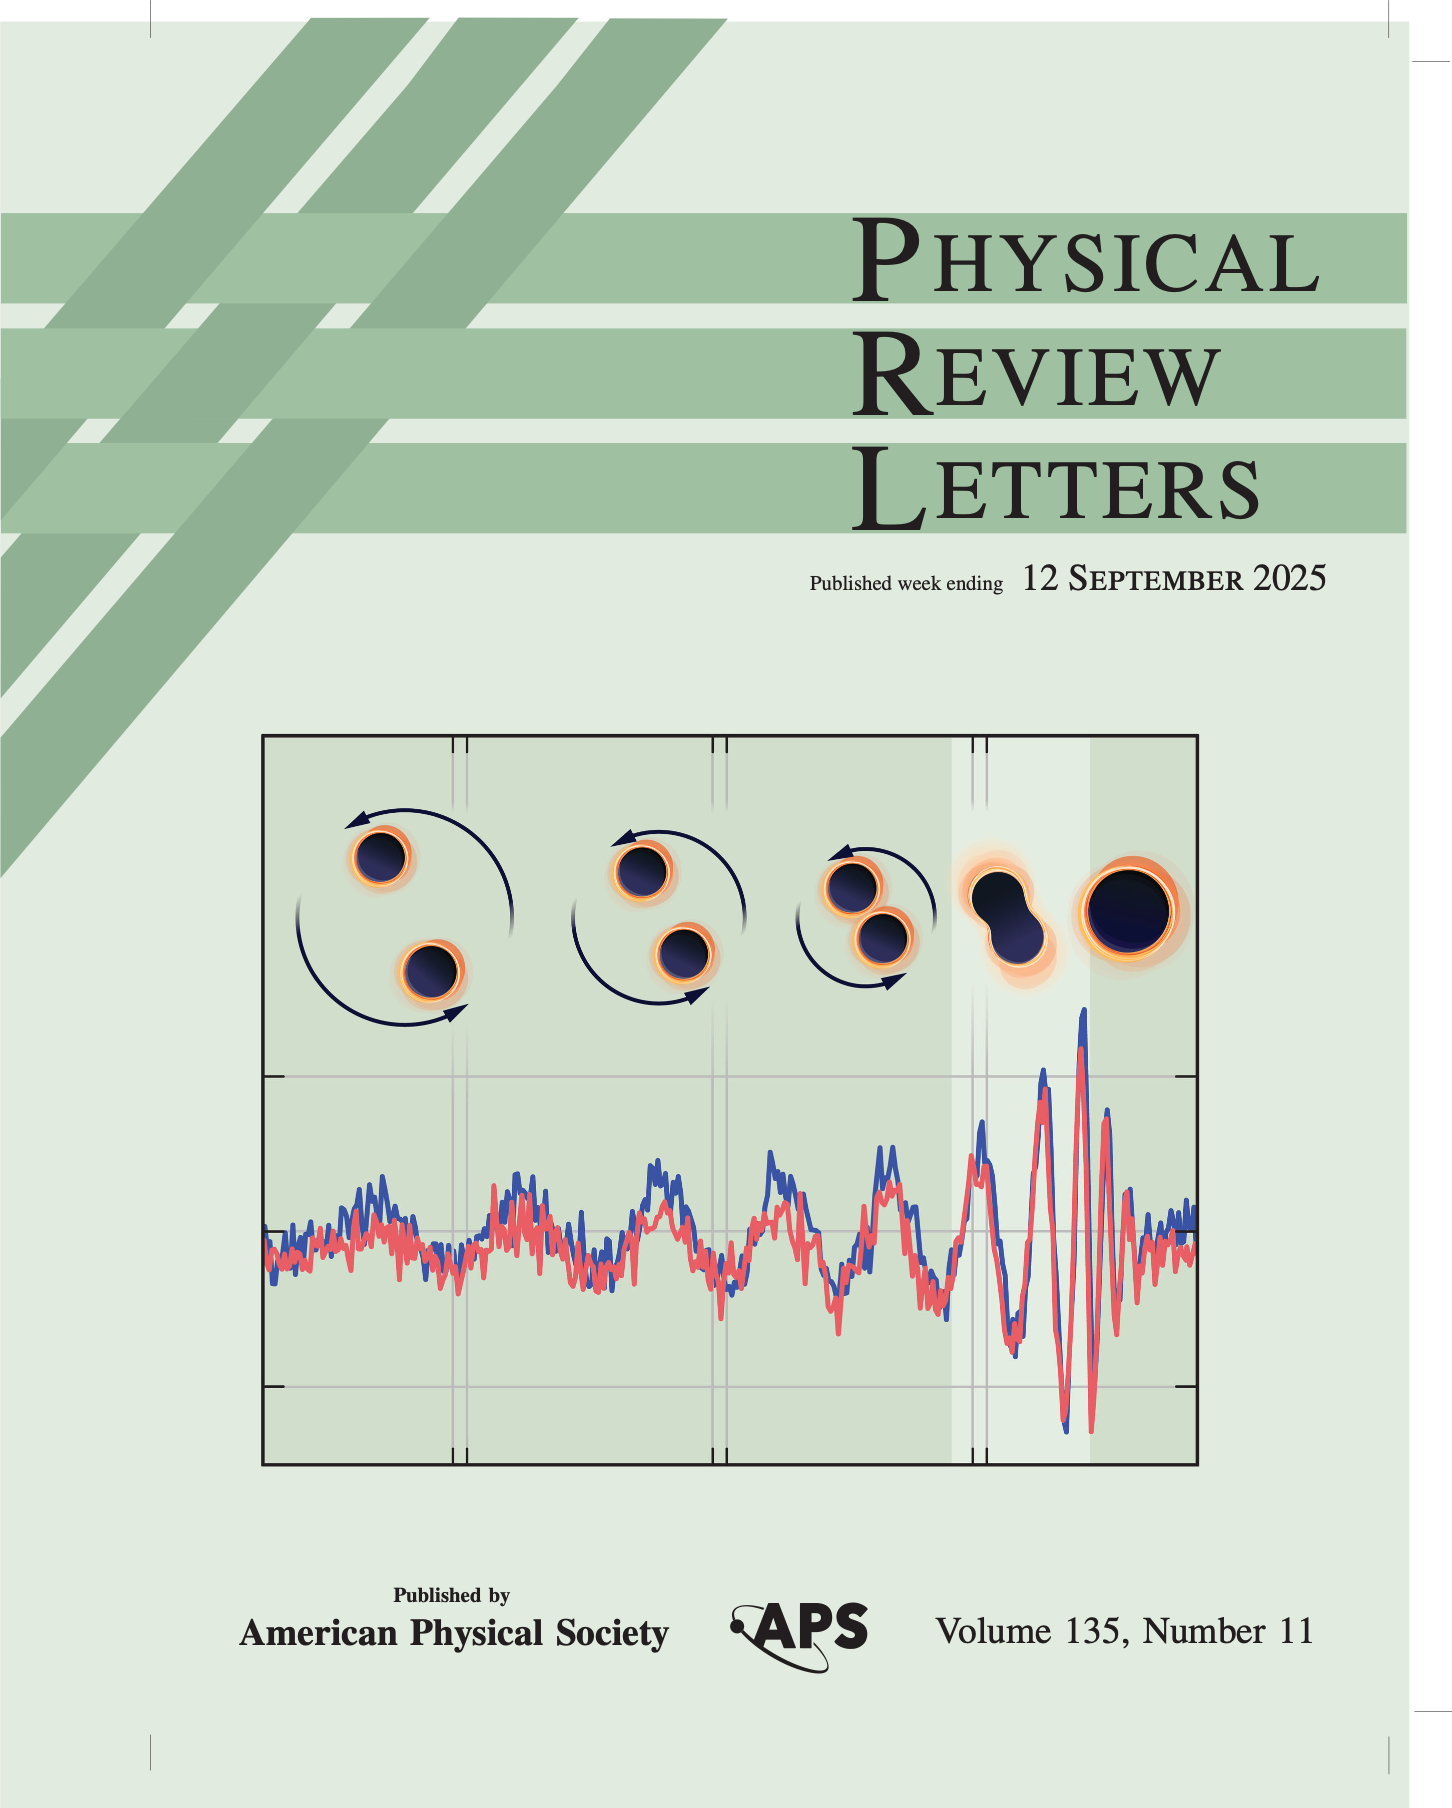 PHYSICAL
REVIEW
LETTERS
Published week ending 12 SEPTEMBER 2025
Published by
American Physical Society
APS
Volume 135, Number 11